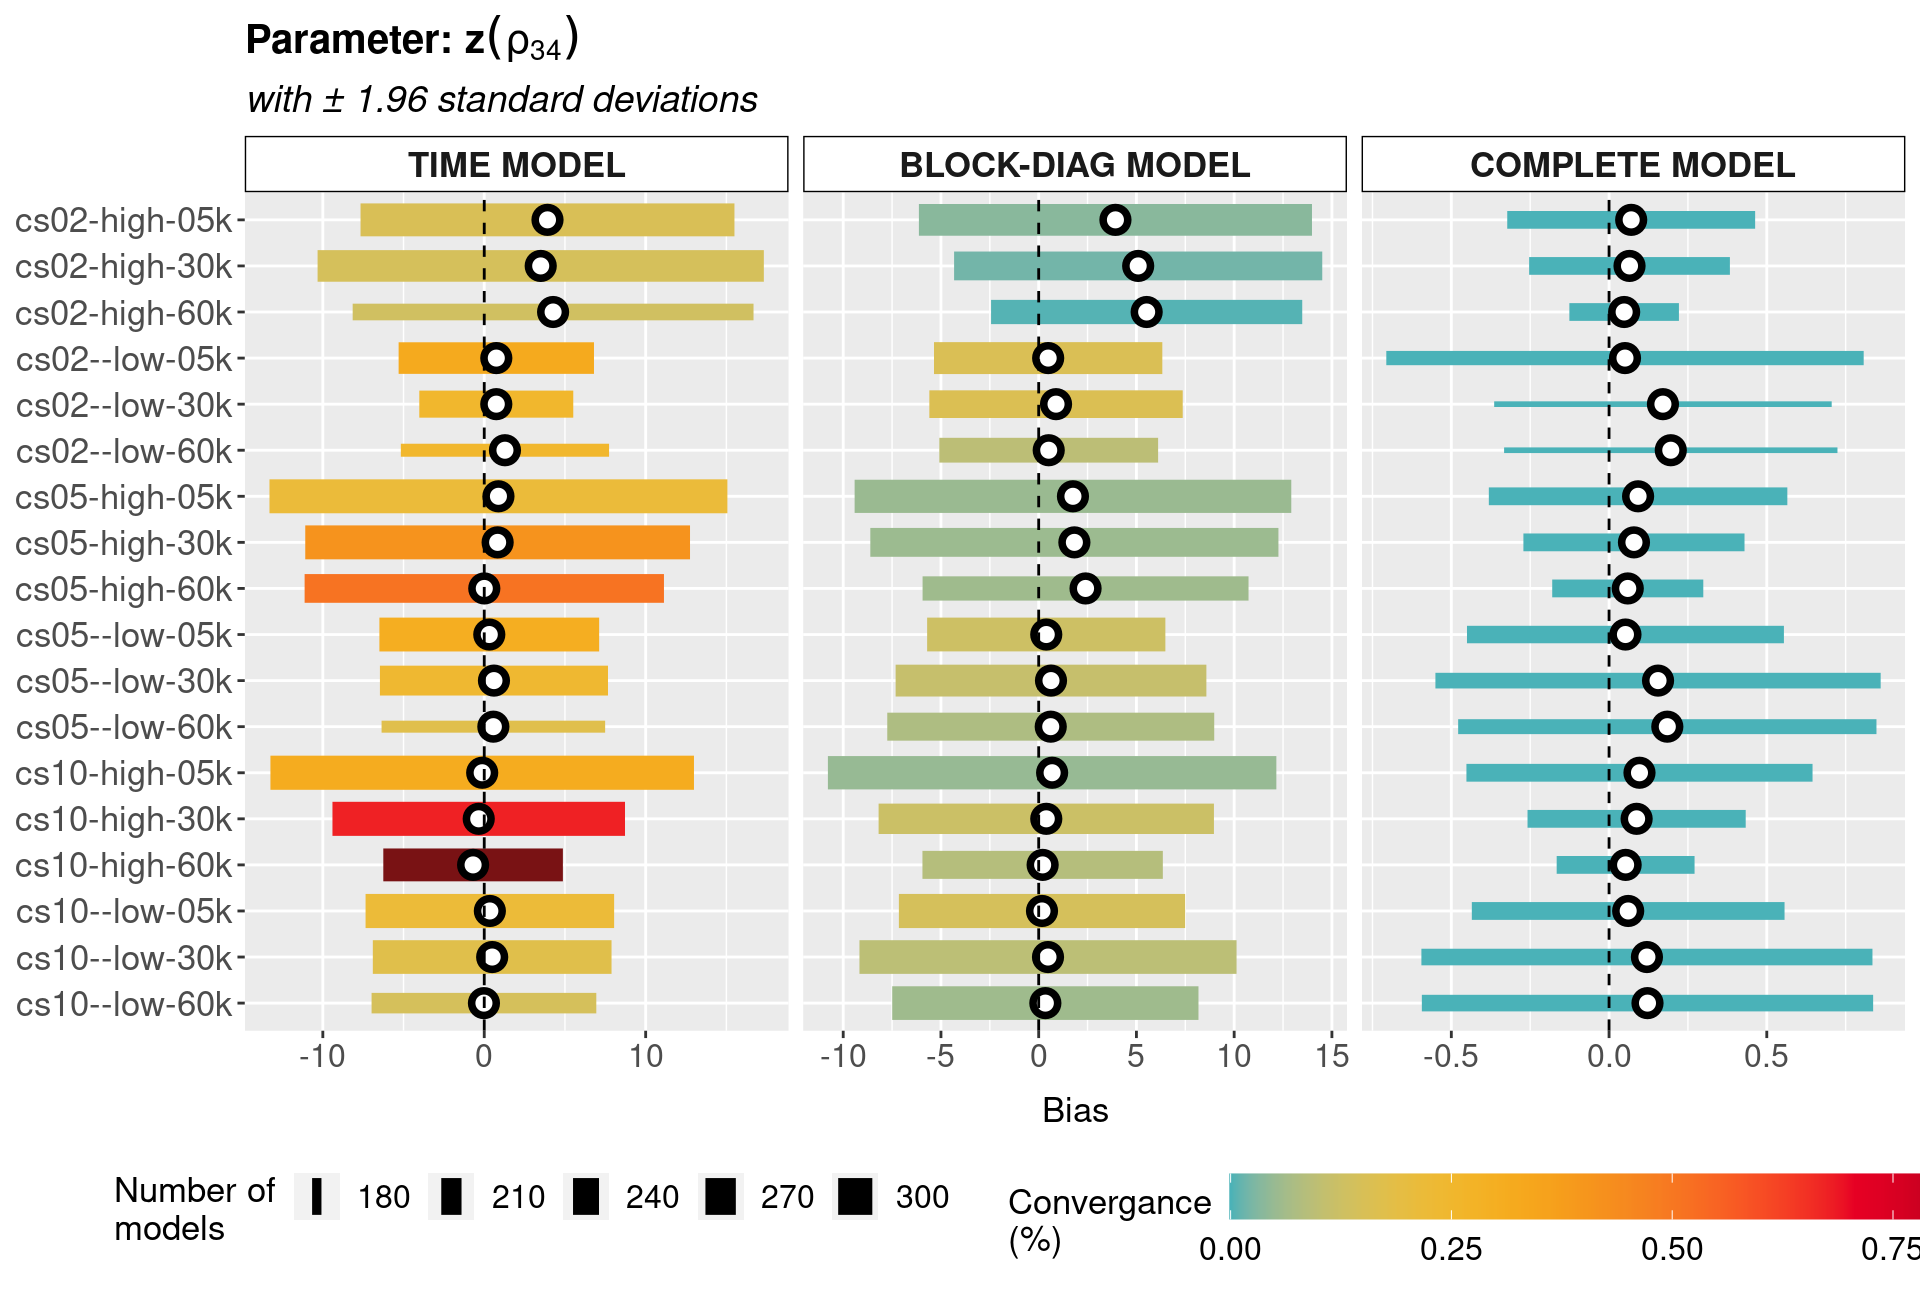 Parameter: z(ρ34)
with ± 1.96 standard deviations
TIME MODEL BLOCK-DIAG MODEL COMPLETE MODEL
cs02-high-05k
cs02-high-30k
cs02-high-60k
cs02--low-05k
cs02--low-30k
cs02--low-60k
cs05-high-05k
cs05-high-30k
cs05-high-60k
cs05--low-05k
cs05--low-30k
cs05--low-60k
cs10-high-05k
cs10-high-30k
cs10-high-60k
cs10--low-05k
cs10--low-30k
cs10--low-60k
-10 0 10 -10 -5 0 5 10 15 -0.5 0.0 0.5
Bias
Number of models 180 210 240 270 300
Convergance (%) 0.00 0.25 0.50 0.75